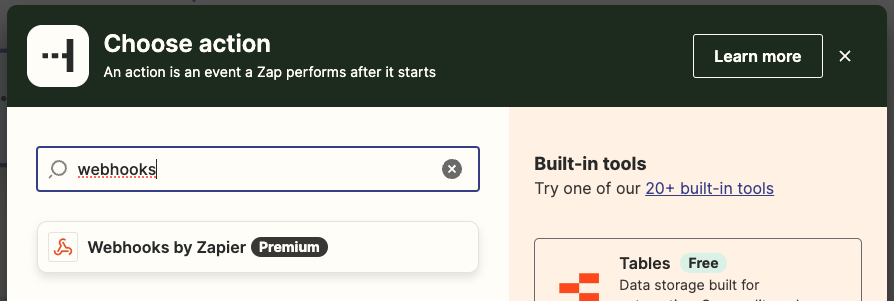 Choose action
An action is an event a Zap performs after it starts
Learn more
webhooks
Webhooks by Zapier Premium
Built-in tools
Try one of our 20+ built-in tools
Tables Free
Data storage built for